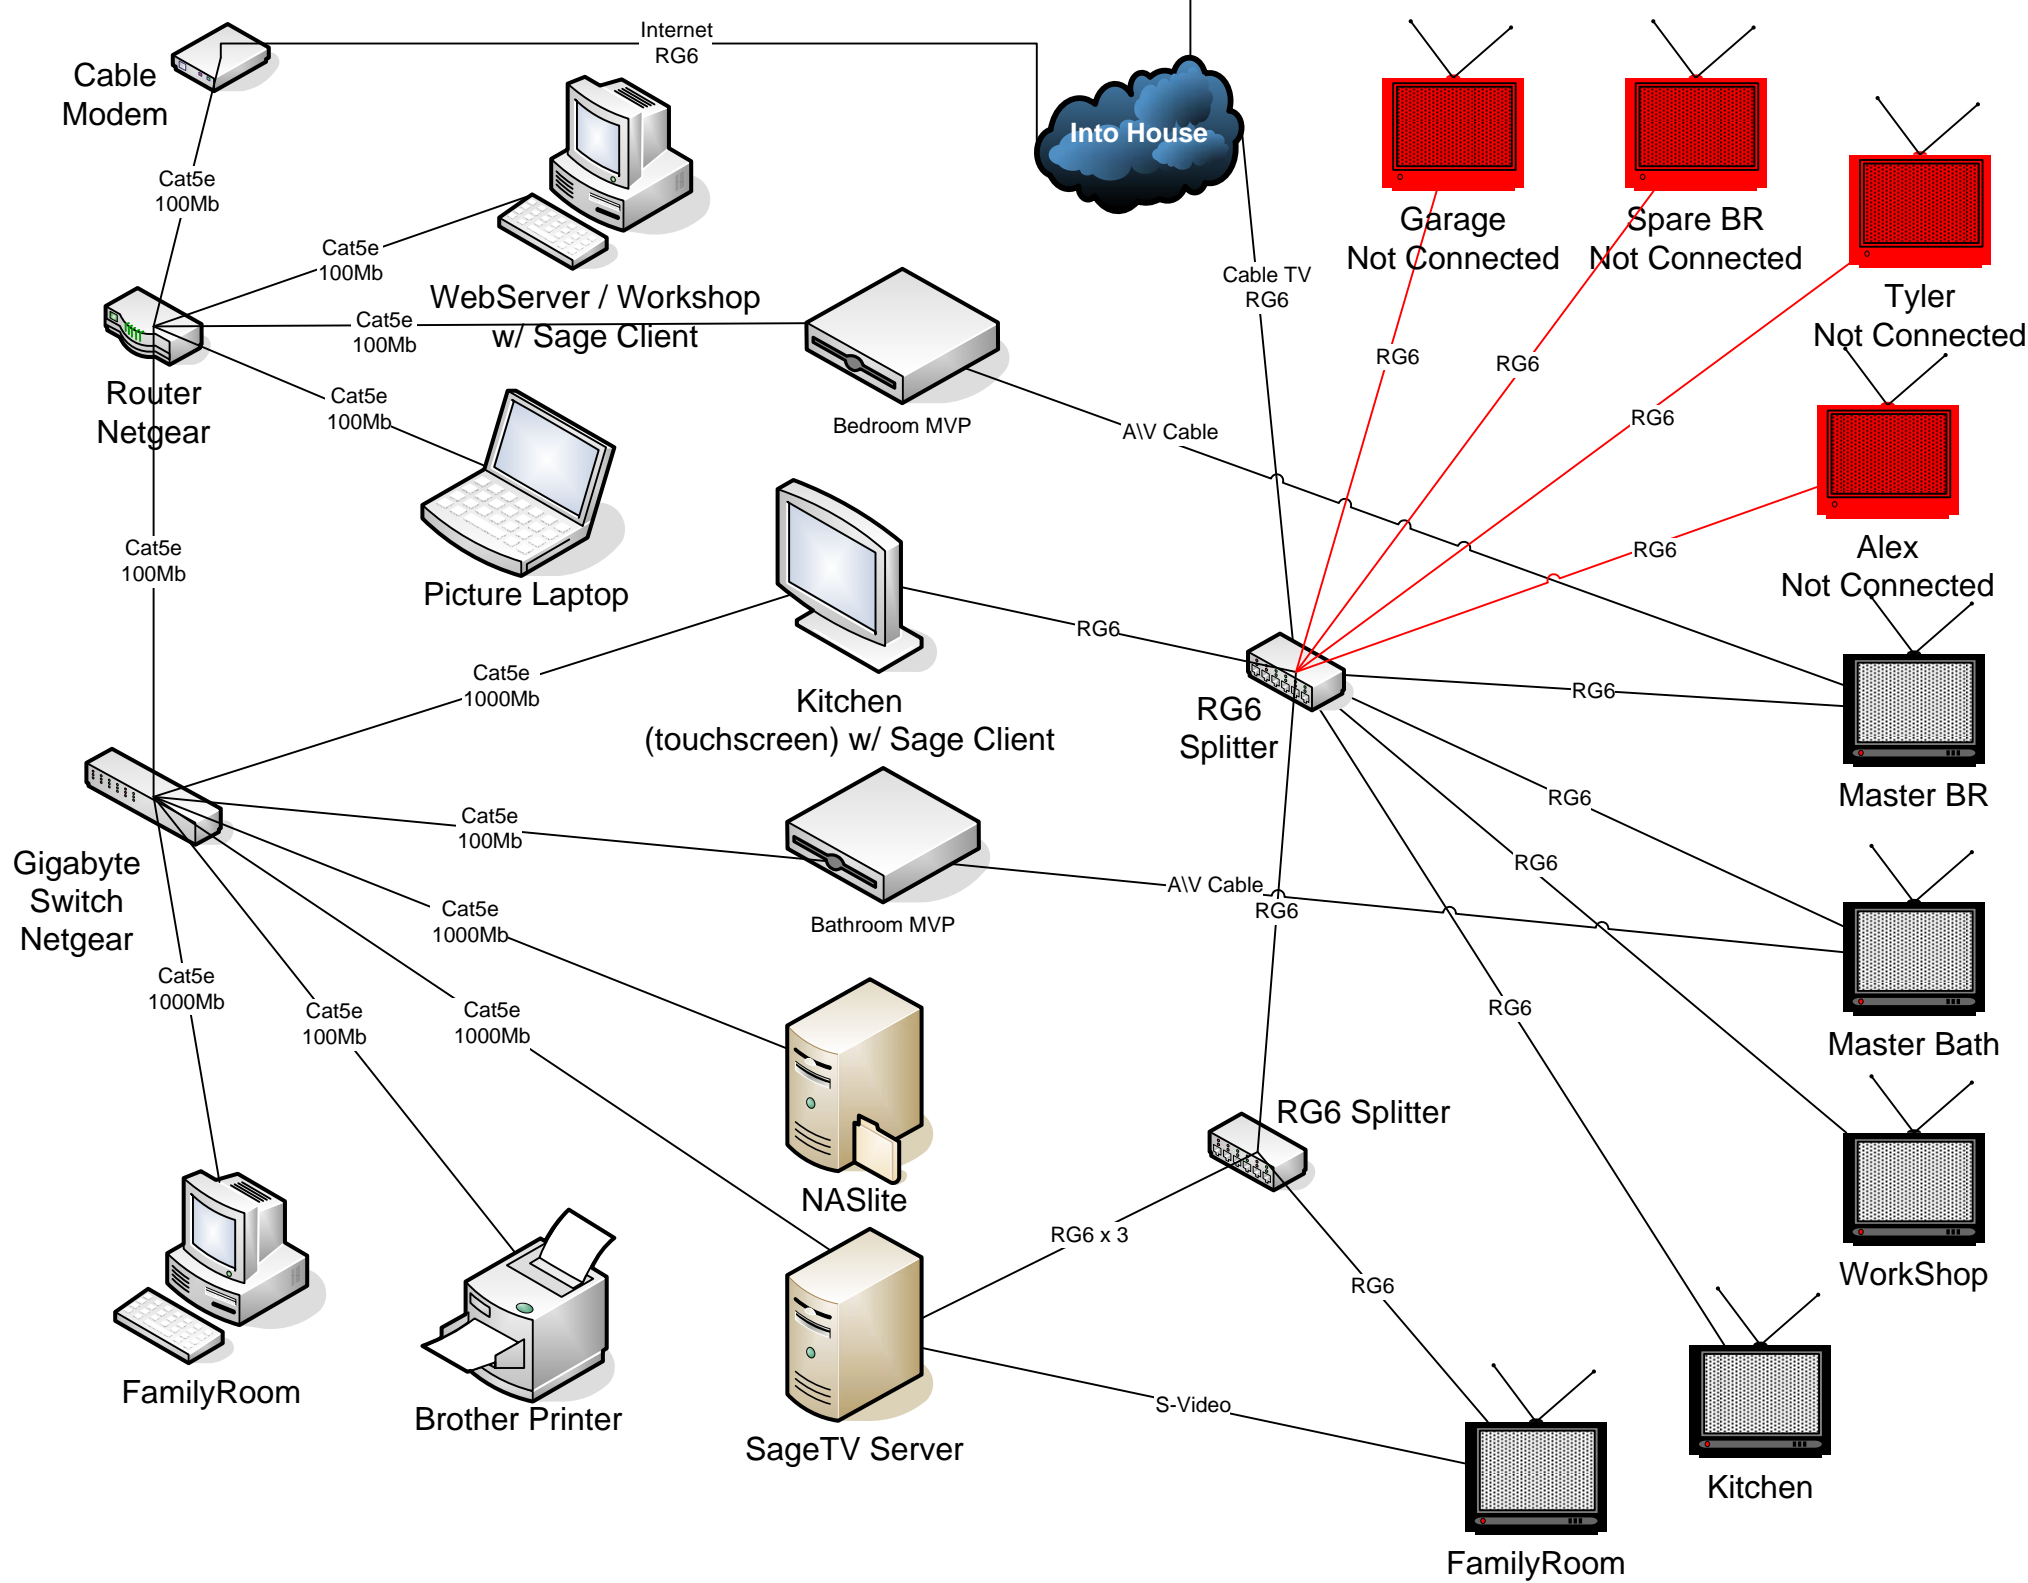 Internet
RG6
Cable
Modem
Into House
Cat5e
100Mb
Cat5e
100Mb
Garage
Not Connected
Spare BR
Not Connected
Cable TV
RG6
WebServer / Workshop
w/ Sage Client
Tyler
Not Connected
Cat5e
100Mb
Router
Netgear
Cat5e
100Mb
RG6
RG6
RG6
Bedroom MVP
A\V Cable
Cat5e
100Mb
Picture Laptop
RG6
Alex
Not Connected
RG6
Cat5e
1000Mb
Kitchen
(touchscreen) w/ Sage Client
RG6
Splitter
RG6
Master BR
RG6
Cat5e
100Mb
Gigabyte
Switch
Netgear
RG6
A\V Cable
RG6
Cat5e
1000Mb
Bathroom MVP
Cat5e
1000Mb
Cat5e
100Mb
Cat5e
1000Mb
RG6
Master Bath
RG6 Splitter
NASlite
RG6 x 3
RG6
WorkShop
FamilyRoom
Brother Printer
S-Video
SageTV Server
Kitchen
FamilyRoom